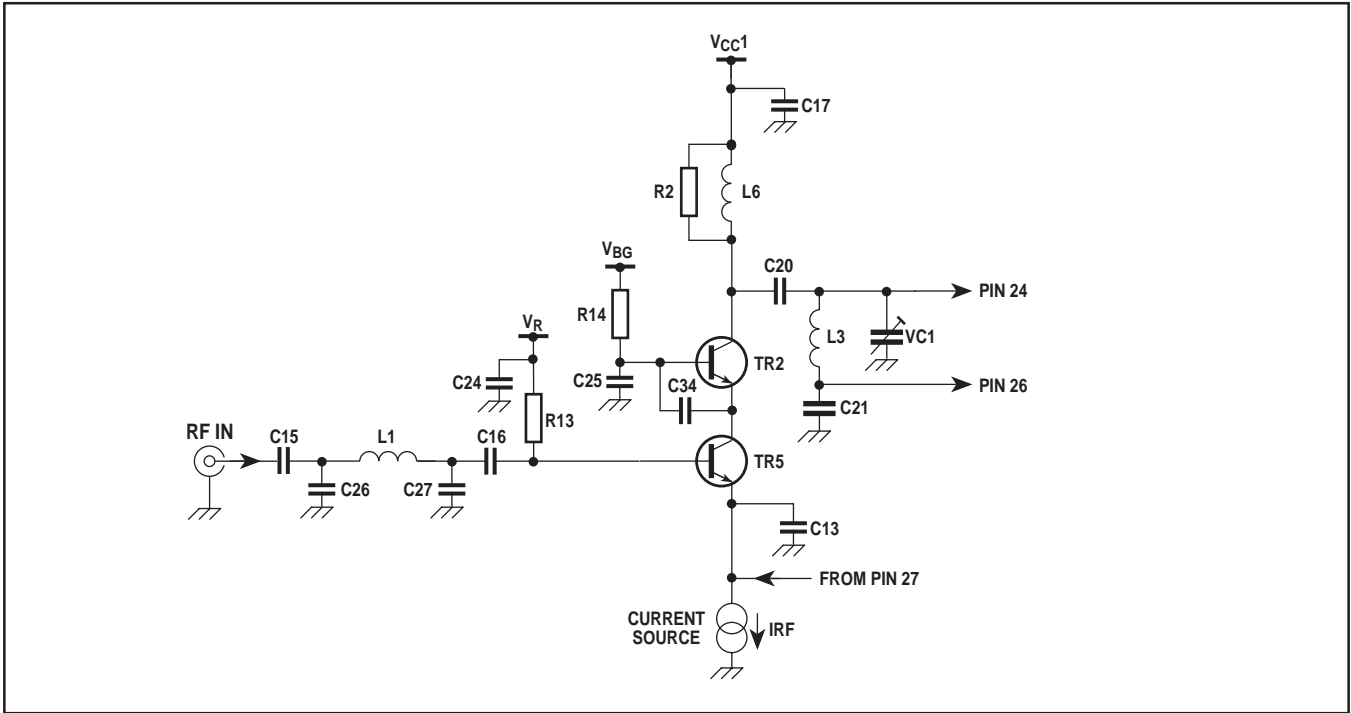 VCC1
C17
R2
L6
VBG
C20
PIN 24
R14
L3
VC1
VR
TR2
C24
C25
C34
PIN 26
C21
R13
RF IN
C15
L1
C16
TR5
C26
C27
C13
FROM PIN 27
CURRENT
SOURCE
IRF